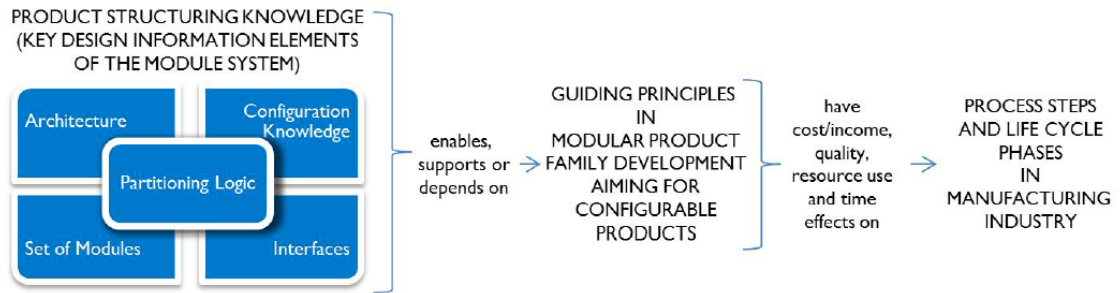 PRODUCT STRUCTURING KNOWLEDGE
(KEY DESIGN INFORMATION ELEMENTS
OF THE MODULE SYSTEM)
Architecture
Configuration
Knowledge
Partitioning Logic
Set of Modules
Interfaces
enables,
supports or
depends on
GUIDING PRINCIPLES
IN
MODULAR PRODUCT
FAMILY DEVELOPMENT
AIMING FOR
CONFIGURABLE
PRODUCTS
have
cost/income,
quality,
resource use
and time
effects on
PROCESS STEPS
AND LIFE CYCLE
PHASES
IN
MANUFACTURING
INDUSTRY